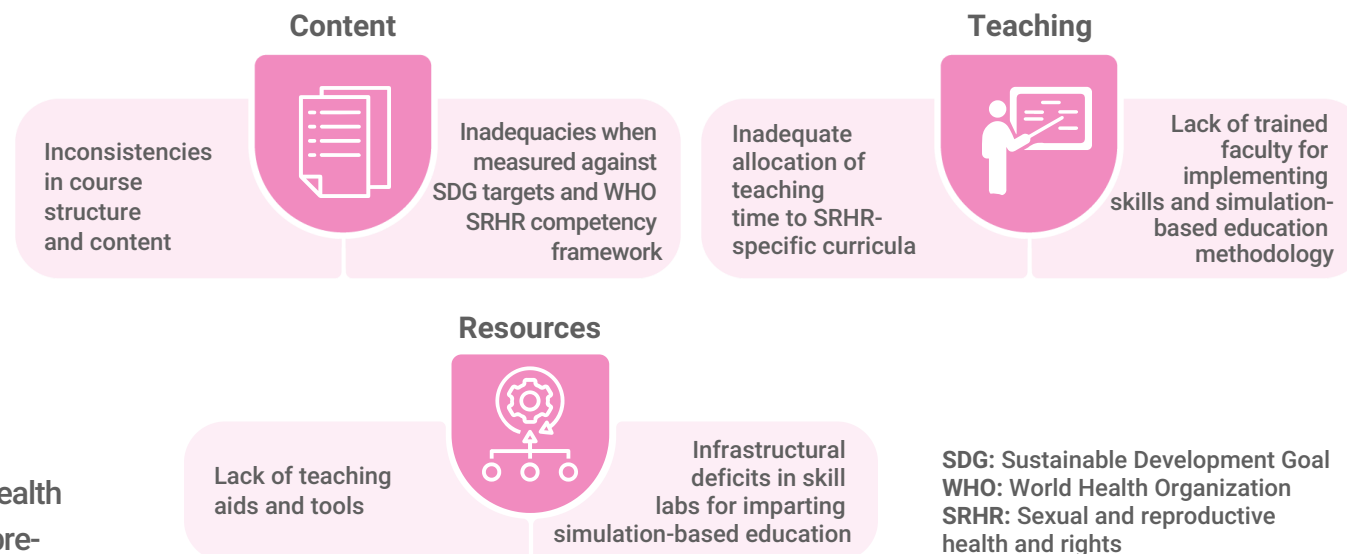 Content
Inconsistencies
in course
structure
and content
Inadequacies when
measured against
SDG targets and WHO
SRHR competency
framework
Teaching
Inadequate
allocation of
teaching
time to SRHR-
specific curricula
Lack of trained
faculty for
implementing
skills and simulation-
based education
methodology
Resources
Lack of teaching
aids and tools
Infrastructural
deficits in skill
labs for imparting
simulation-based education
SDG: Sustainable Development Goal
WHO: World Health Organization
SRHR: Sexual and reproductive
health and rights